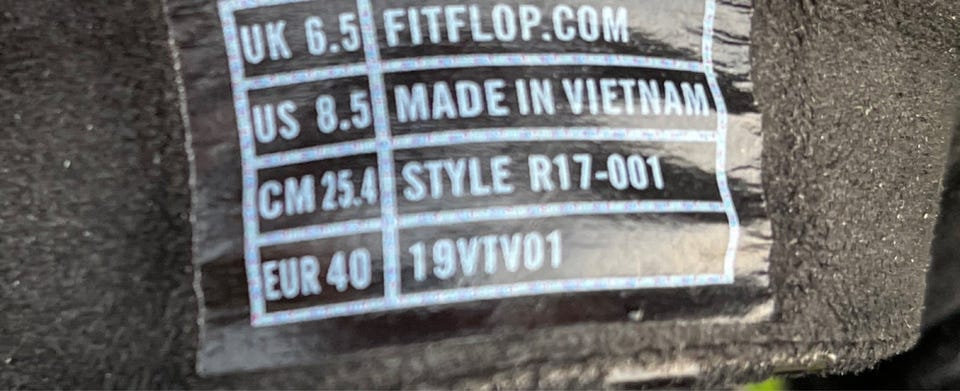 UK 6.5 FITFLOP.COM
US 8.5 MADE IN VIETNAM
CM 25.4 STYLE R17-001
EUR 40 19VTV01